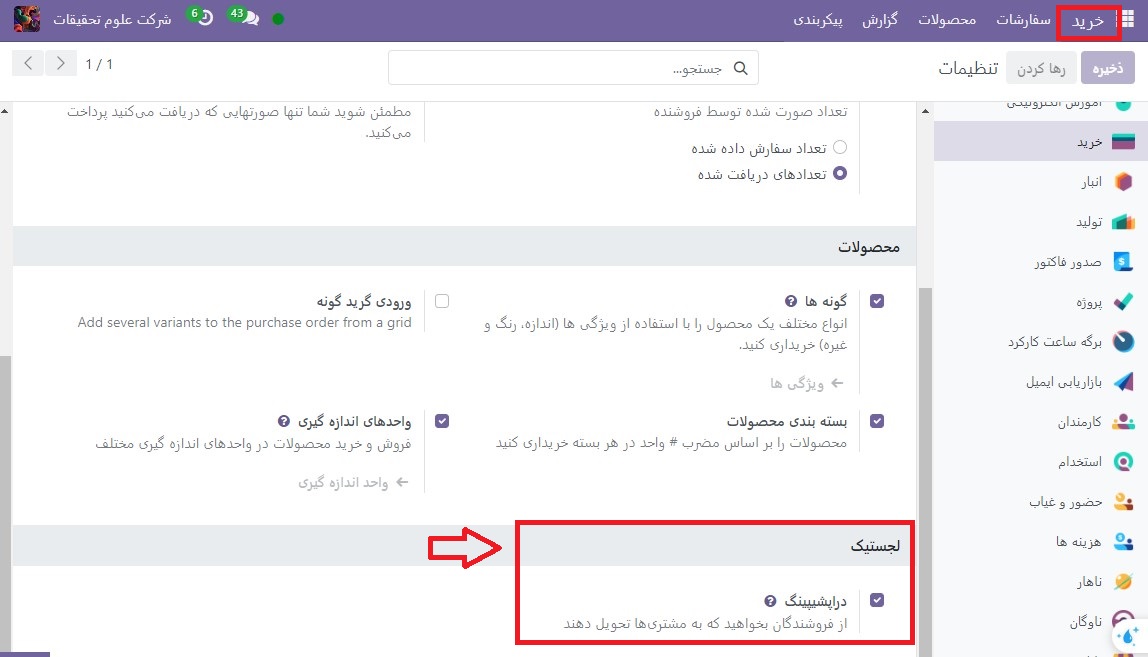 خرید
سفارشات
محصولات
گزارش
پیکربندی
43
6
شرکت علوم تحقیقات
ذخیره
رها کردن
تنظیمات
جستجو...
1 / 1
آموزش الکترونیکی
خرید
انبار
تولید
صدور فاکتور
پروژه
برگه ساعت کارکرد
بازاریابی ایمیل
کارمندان
استخدام
حضور و غیاب
هزینه ها
ناهار
ناوگان
تعداد صورت شده توسط فروشنده
تعداد سفارش داده شده
تعدادهای دریافت شده
مطمئن شوید شما تنها صورتهایی که دریافت می‌کنید پرداخت
می‌کنید.
محصولات
گونه ها
انواع مختلف یک محصول را با استفاده از ویژگی ها (اندازه، رنگ و
غیره) خریداری کنید.
ویژگی ها
ورودی گرید گونه
Add several variants to the purchase order from a grid
بسته بندی محصولات
محصولات را بر اساس مضرب # واحد در هر بسته خریداری کنید
واحدهای اندازه گیری
فروش و خرید محصولات در واحدهای اندازه گیری مختلف
واحد اندازه گیری
لجستیک
دراپشیپینگ
از فروشندگان بخواهید که به مشتری‌ها تحویل دهند